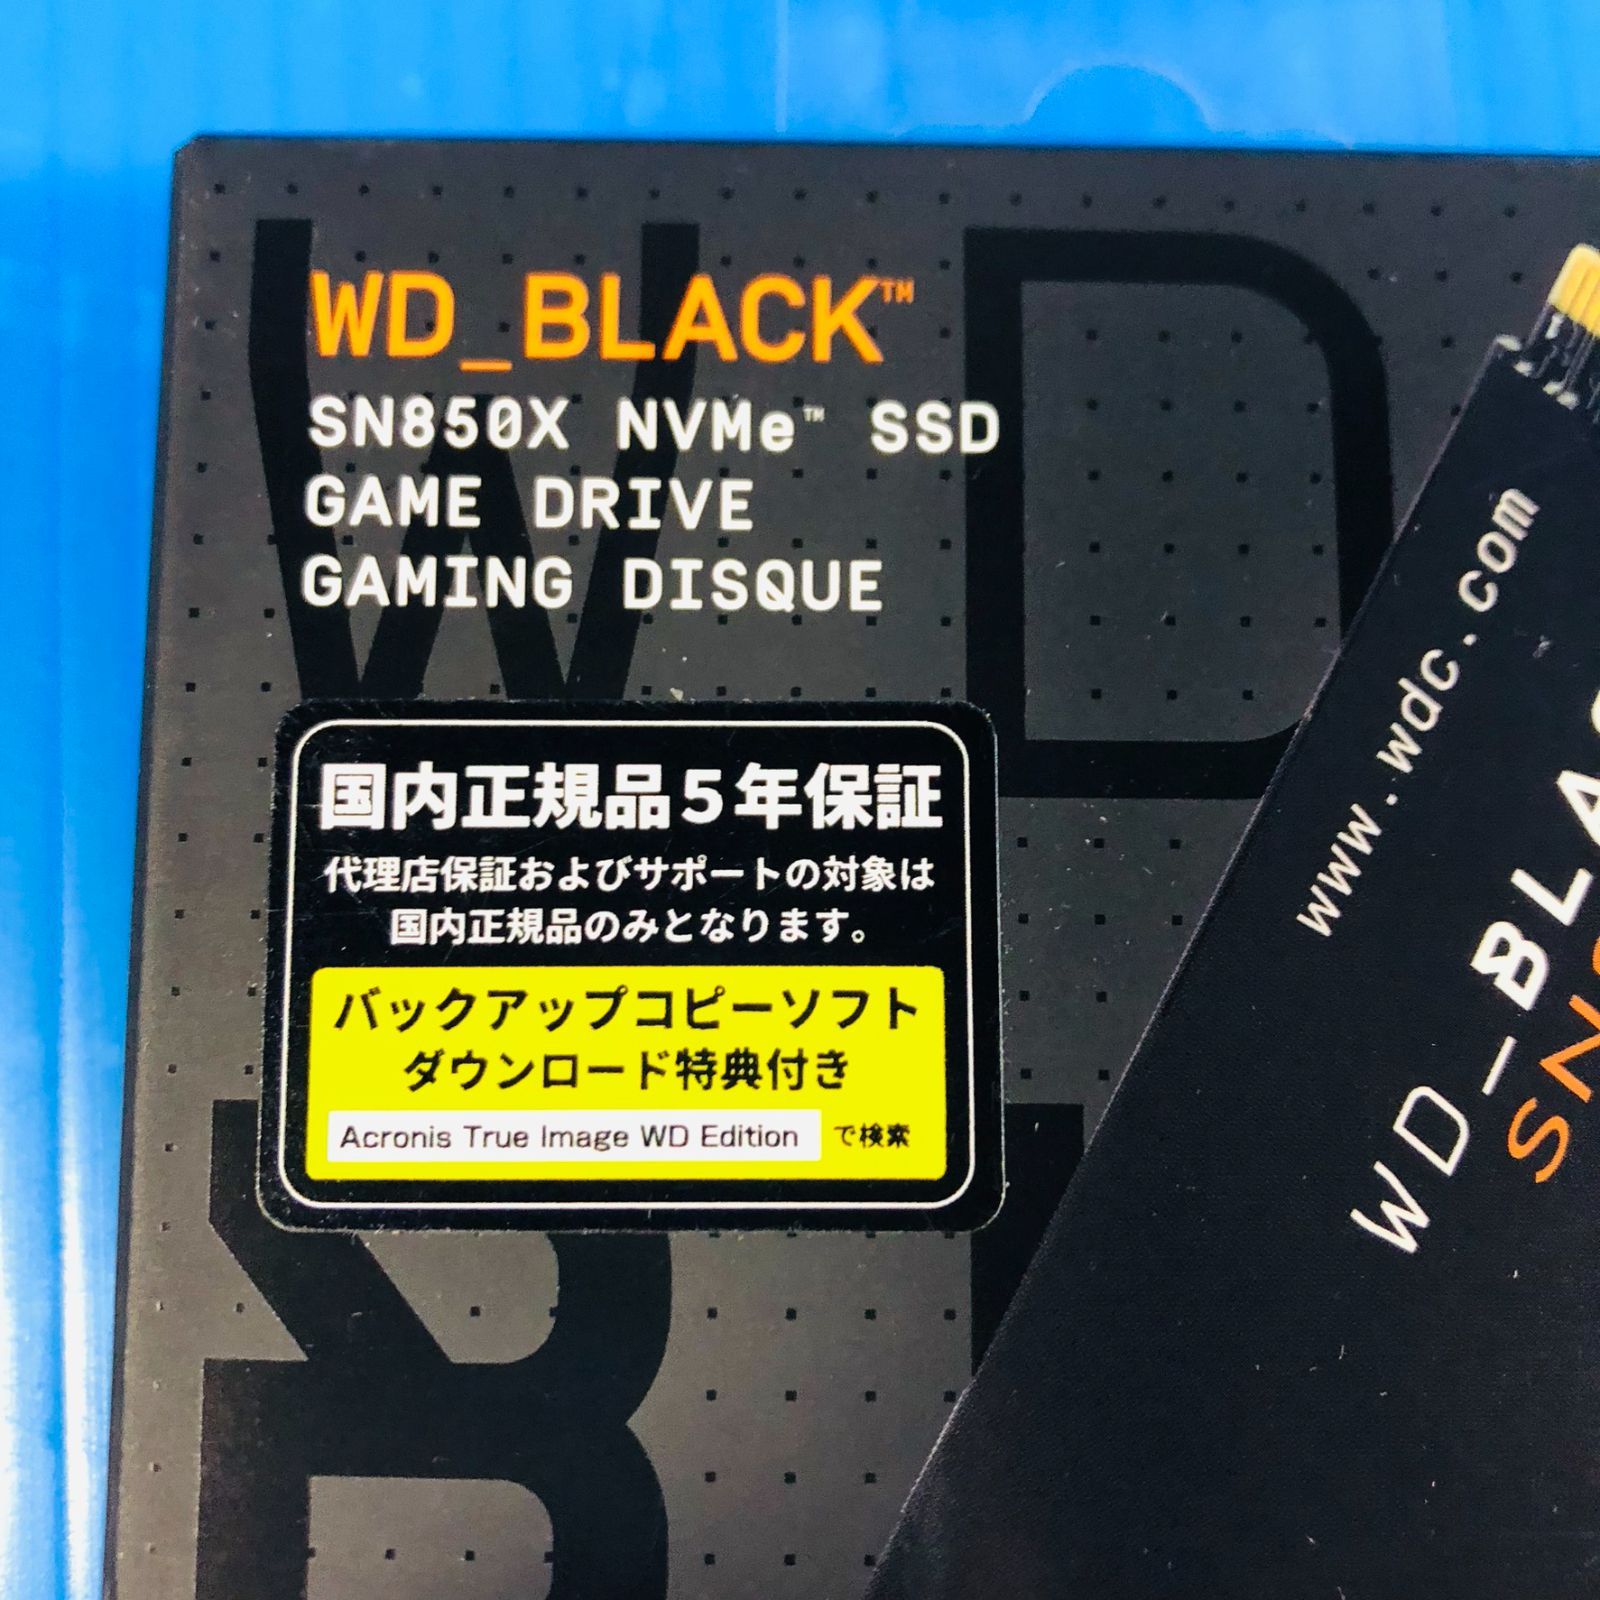 WD_BLACK™
SN850X NVMe™ SSD
GAME DRIVE
GAMING DISQUE
国内正規品5年保証
代理店保証およびサポートの対象は
国内正規品のみとなります。
バックアップコピーソフト
ダウンロード特典付き
Acronis True Image WD Edition で検索
www.wdc.com